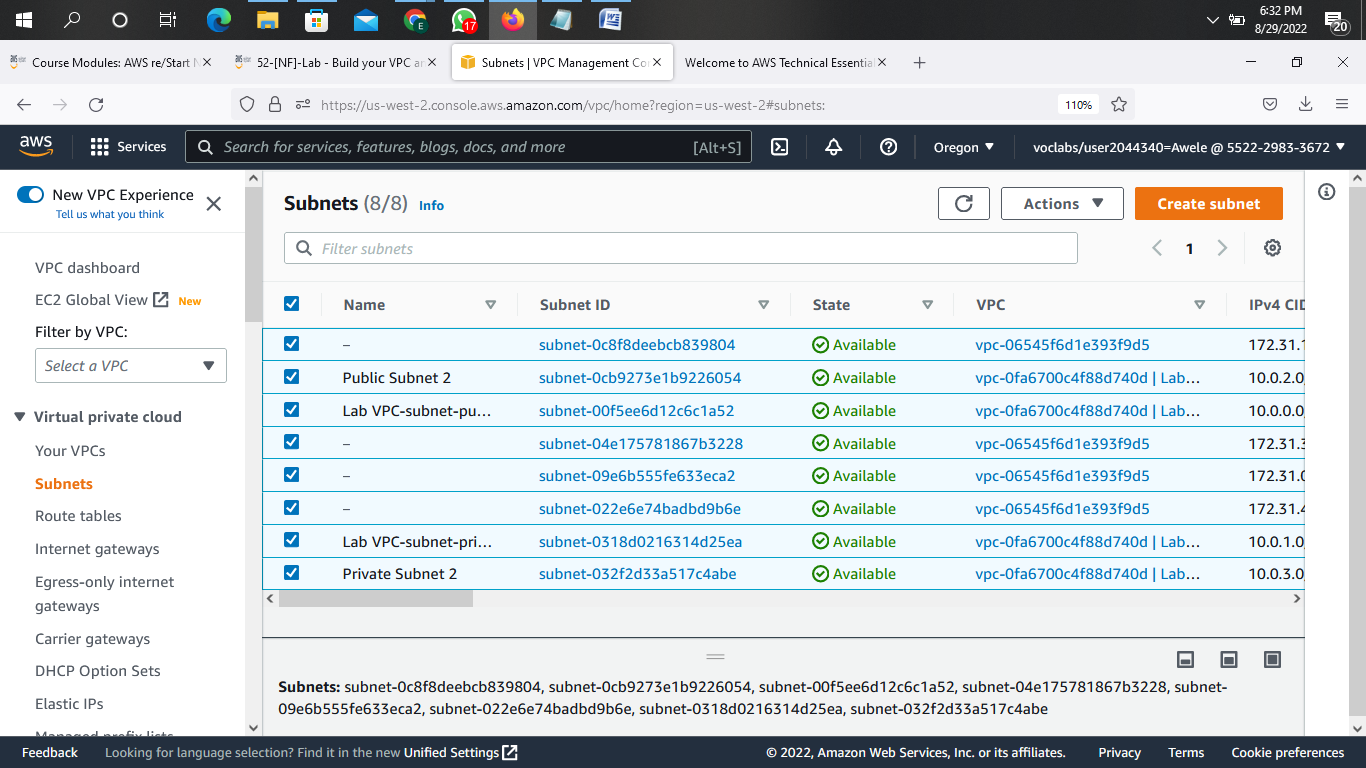 17
6:32 PM
8/29/2022
20
Course Modules: AWS re/Start N
52-[NF]-Lab - Build your VPC an
Subnets | VPC Management Con
Welcome to AWS Technical Essential
https://us-west-2.console.aws.amazon.com/vpc/home?region=us-west-2#subnets:
110%
aws
Services
Search for services, features, blogs, docs, and more
[Alt+S]
Oregon
voclabs/user2044340=Awele @ 5522-2983-3672
New VPC Experience
Tell us what you think
VPC dashboard
EC2 Global View New
Filter by VPC:
Select a VPC
Virtual private cloud
Your VPCs
Subnets
Route tables
Internet gateways
Egress-only internet
gateways
Carrier gateways
DHCP Option Sets
Elastic IPs
Managed prefix lists
Subnets (8/8) Info
Actions
Create subnet
Filter subnets
1
Name Subnet ID State VPC IPv4 CID
– subnet-0c8f8deebcb839804 Available vpc-06545f6d1e393f9d5 172.31.1
Public Subnet 2 subnet-0cb9273e1b9226054 Available vpc-0fa6700c4f88d740d | Lab... 10.0.2.0
Lab VPC-subnet-pu... subnet-00f5ee6d12c6c1a52 Available vpc-0fa6700c4f88d740d | Lab... 10.0.0.0
– subnet-04e175781867b3228 Available vpc-06545f6d1e393f9d5 172.31.3
– subnet-09e6b555fe633eca2 Available vpc-06545f6d1e393f9d5 172.31.0
– subnet-022e6e74badbd9b6e Available vpc-06545f6d1e393f9d5 172.31.4
Lab VPC-subnet-pri... subnet-0318d0216314d25ea Available vpc-0fa6700c4f88d740d | Lab... 10.0.1.0
Private Subnet 2 subnet-032f2d33a517c4abe Available vpc-0fa6700c4f88d740d | Lab... 10.0.3.0
Subnets: subnet-0c8f8deebcb839804, subnet-0cb9273e1b9226054, subnet-00f5ee6d12c6c1a52, subnet-04e175781867b3228, subnet-
09e6b555fe633eca2, subnet-022e6e74badbd9b6e, subnet-0318d0216314d25ea, subnet-032f2d33a517c4abe
Feedback
Looking for language selection? Find it in the new Unified Settings
© 2022, Amazon Web Services, Inc. or its affiliates.
Privacy
Terms
Cookie preferences